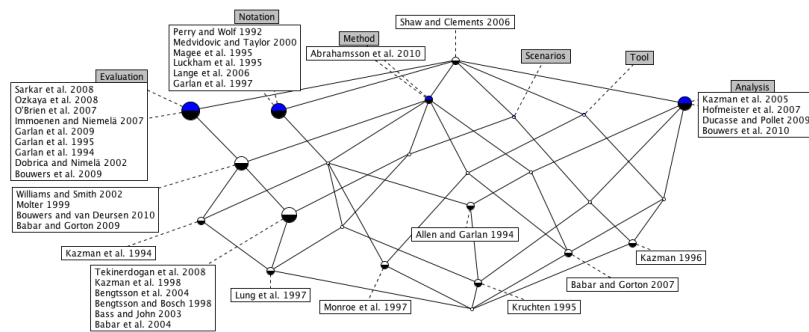 Shaw and Clements 2006
Notation
Perry and Wolf 1992
Medvidovic and Taylor 2000
Magee et al. 1995
Luckham et al. 1995
Lange et al. 2006
Garlan et al. 1997
Method
Abrahamsson et al. 2010
Scenarios
Tool
Evaluation
Sarkar et al. 2008
Ozkaya et al. 2008
O'Brien et al. 2007
Immoenen and Niemelä 2007
Garlan et al. 2009
Garlan et al. 1995
Garlan et al. 1994
Dobrica and Nimelä 2002
Bouwers et al. 2009
Analysis
Kazman et al. 2005
Hofmeister et al. 2007
Ducasse and Pollet 2009
Bouwers et al. 2010
Williams and Smith 2002
Molter 1999
Bouwers and van Deursen 2010
Babar and Gorton 2009
Kazman et al. 1994
Allen and Garlan 1994
Kazman 1996
Tekinerdogan et al. 2008
Kazman et al. 1998
Bengtsson et al. 2004
Bengtsson and Bosch 1998
Bass and John 2003
Babar et al. 2004
Lung et al. 1997
Monroe et al. 1997
Kruchten 1995
Babar and Gorton 2007